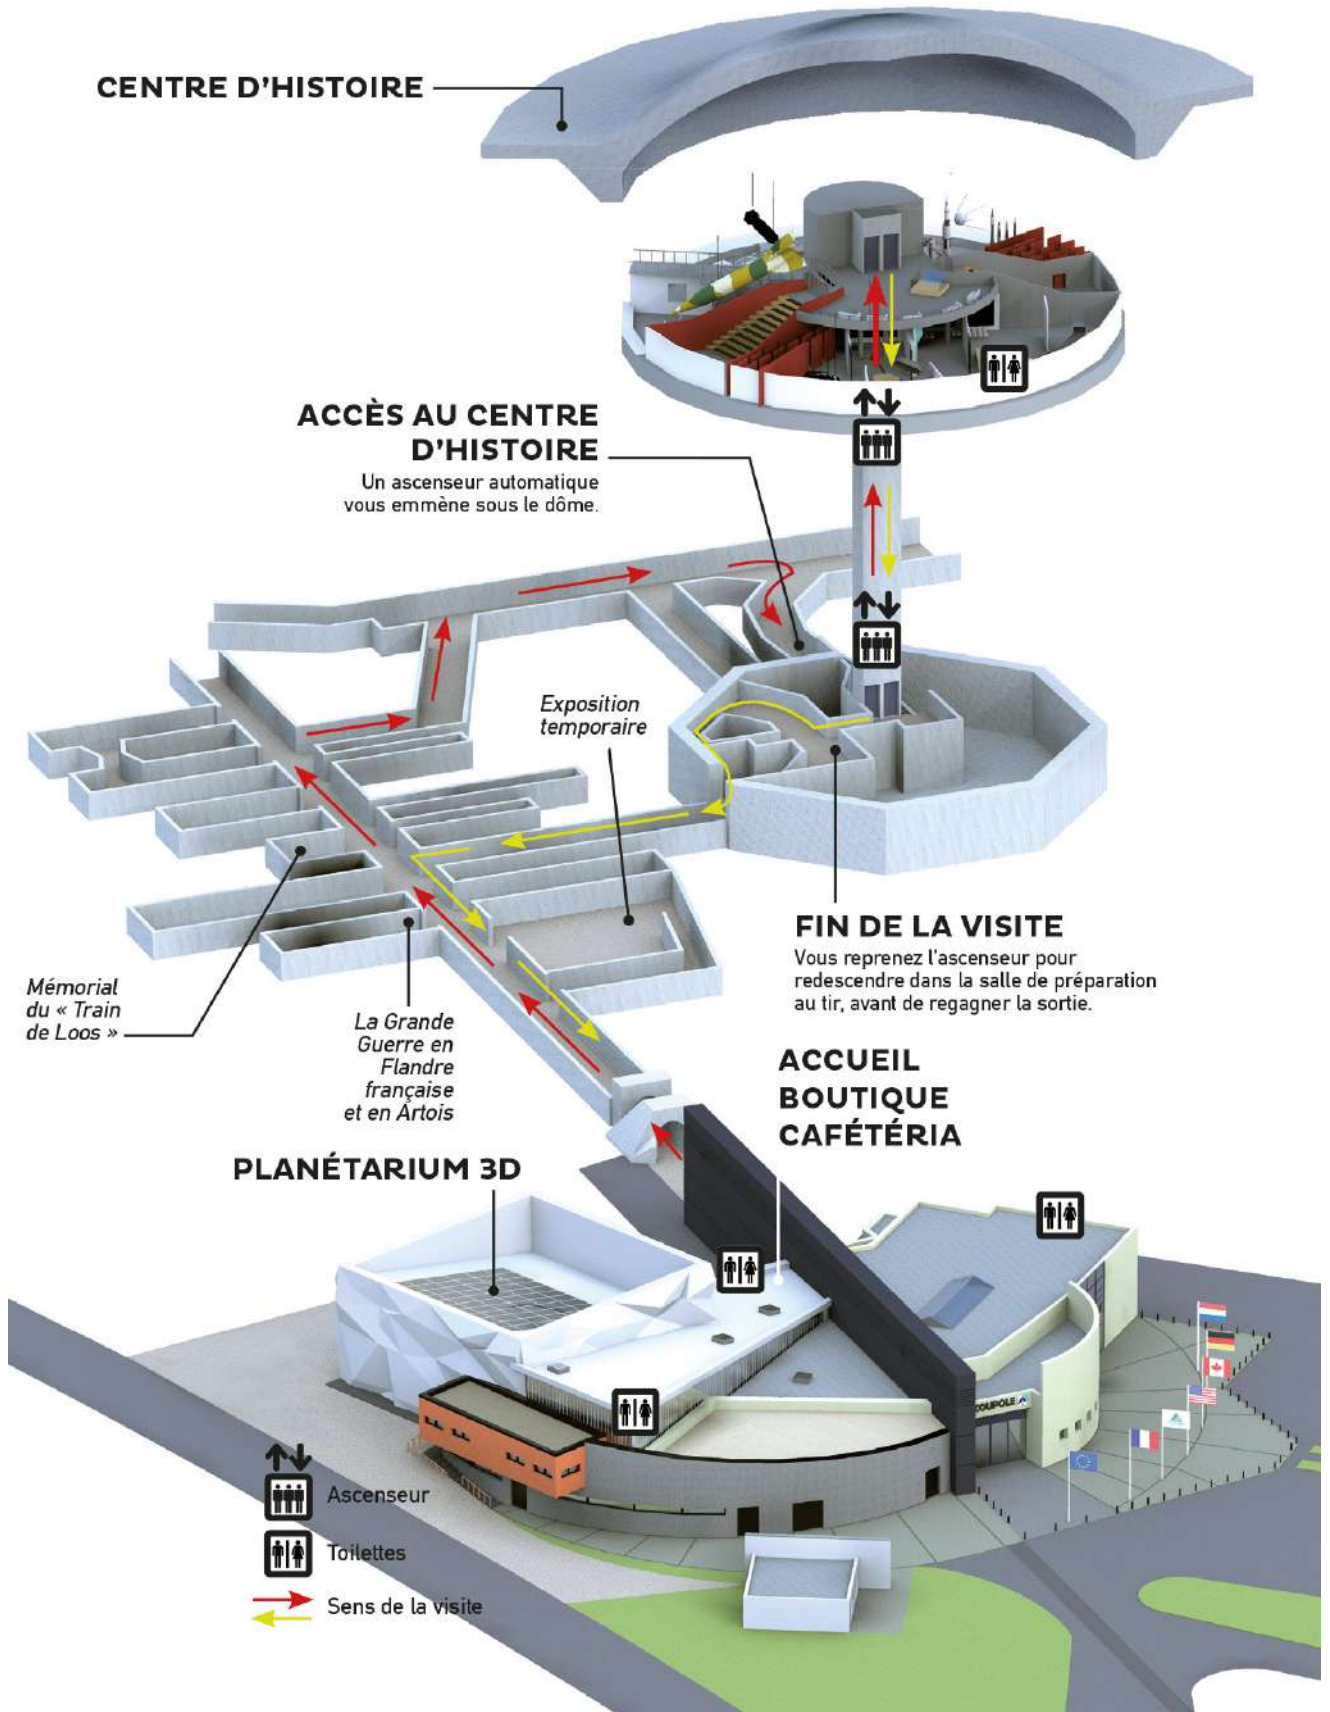 CENTRE D'HISTOIRE
ACCÈS AU CENTRE
D'HISTOIRE
Un ascenseur automatique
vous emmène sous le dôme.
Exposition
temporaire
FIN DE LA VISITE
Vous reprenez l'ascenseur pour
redescendre dans la salle de préparation
au tir, avant de regagner la sortie.
Mémorial
du « Train
de Loos »
La Grande
Guerre en
Flandre
française
et en Artois
ACCUEIL
BOUTIQUE
CAFÉTÉRIA
PLANÉTARIUM 3D
COUPOLE
Ascenseur
Toilettes
Sens de la visite